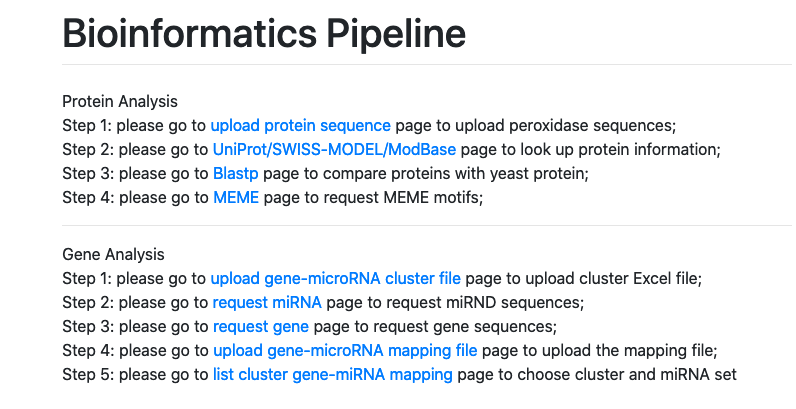 Bioinformatics Pipeline
Protein Analysis
Step 1: please go to upload protein sequence page to upload peroxidase sequences;
Step 2: please go to UniProt/SWISS-MODEL/ModBase page to look up protein information;
Step 3: please go to Blastp page to compare proteins with yeast protein;
Step 4: please go to MEME page to request MEME motifs;
Gene Analysis
Step 1: please go to upload gene-microRNA cluster file page to upload cluster Excel file;
Step 2: please go to request miRNA page to request miRND sequences;
Step 3: please go to request gene page to request gene sequences;
Step 4: please go to upload gene-microRNA mapping file page to upload the mapping file;
Step 5: please go to list cluster gene-miRNA mapping page to choose cluster and miRNA set